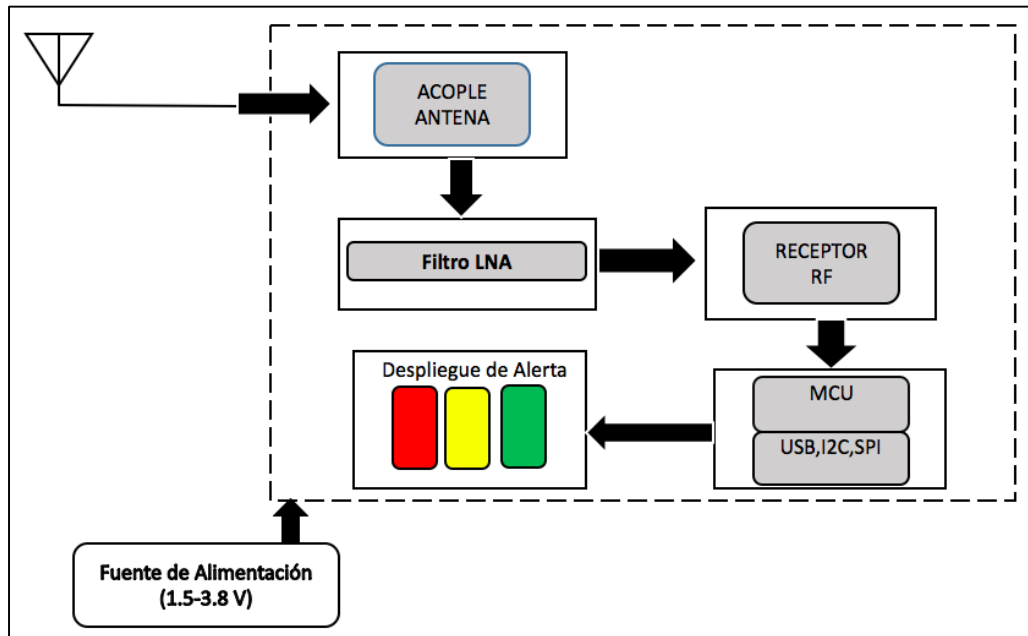 ACOPLE
ANTENA
Filtro LNA
RECEPTOR
RF
Despliegue de Alerta
MCU
USB,I2C,SPI
Fuente de Alimentación
(1.5-3.8 V)